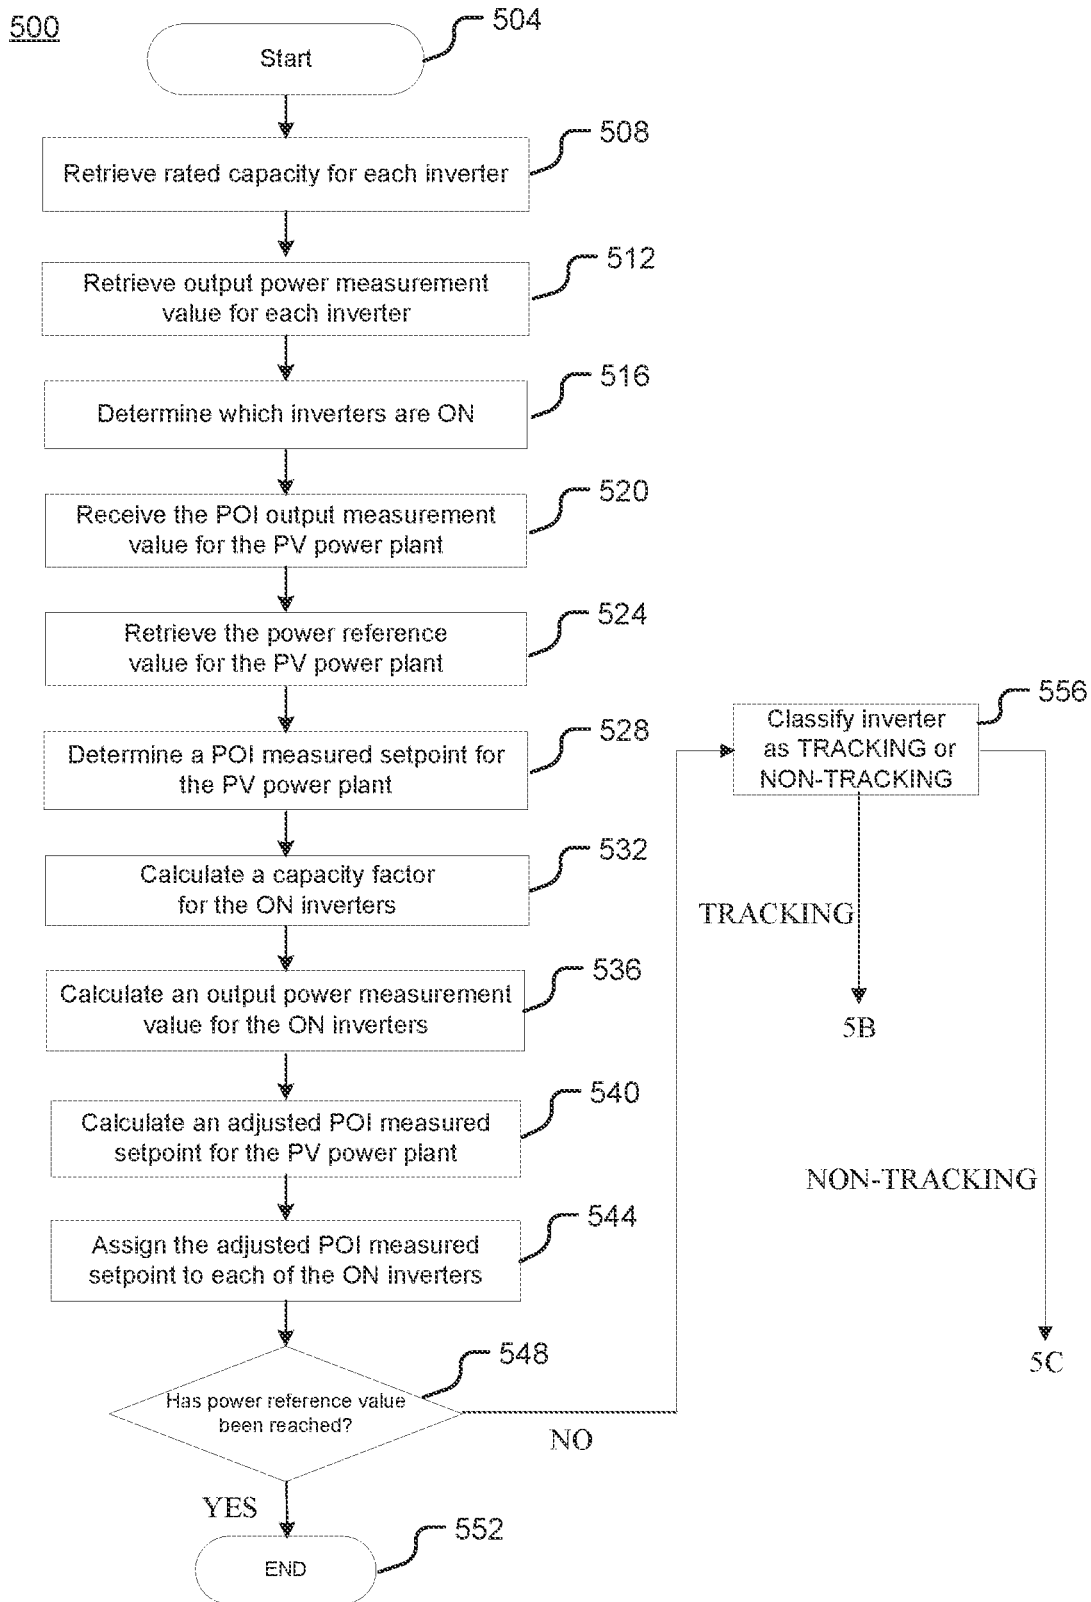 500
504
Start
508
Retrieve rated capacity for each inverter
512
Retrieve output power measurement
value for each inverter
516
Determine which inverters are ON
520
Receive the POI output measurement
value for the PV power plant
524
Retrieve the power reference
value for the PV power plant
528
Determine a POI measured setpoint for
the PV power plant
532
Calculate a capacity factor
for the ON inverters
536
Calculate an output power measurement
value for the ON inverters
540
Calculate an adjusted POI measured
setpoint for the PV power plant
544
Assign the adjusted POI measured
setpoint to each of the ON inverters
548
Has power reference value
been reached?
NO
YES
552
END
556
Classify inverter
as TRACKING or
NON-TRACKING
TRACKING
5B
NON-TRACKING
5C